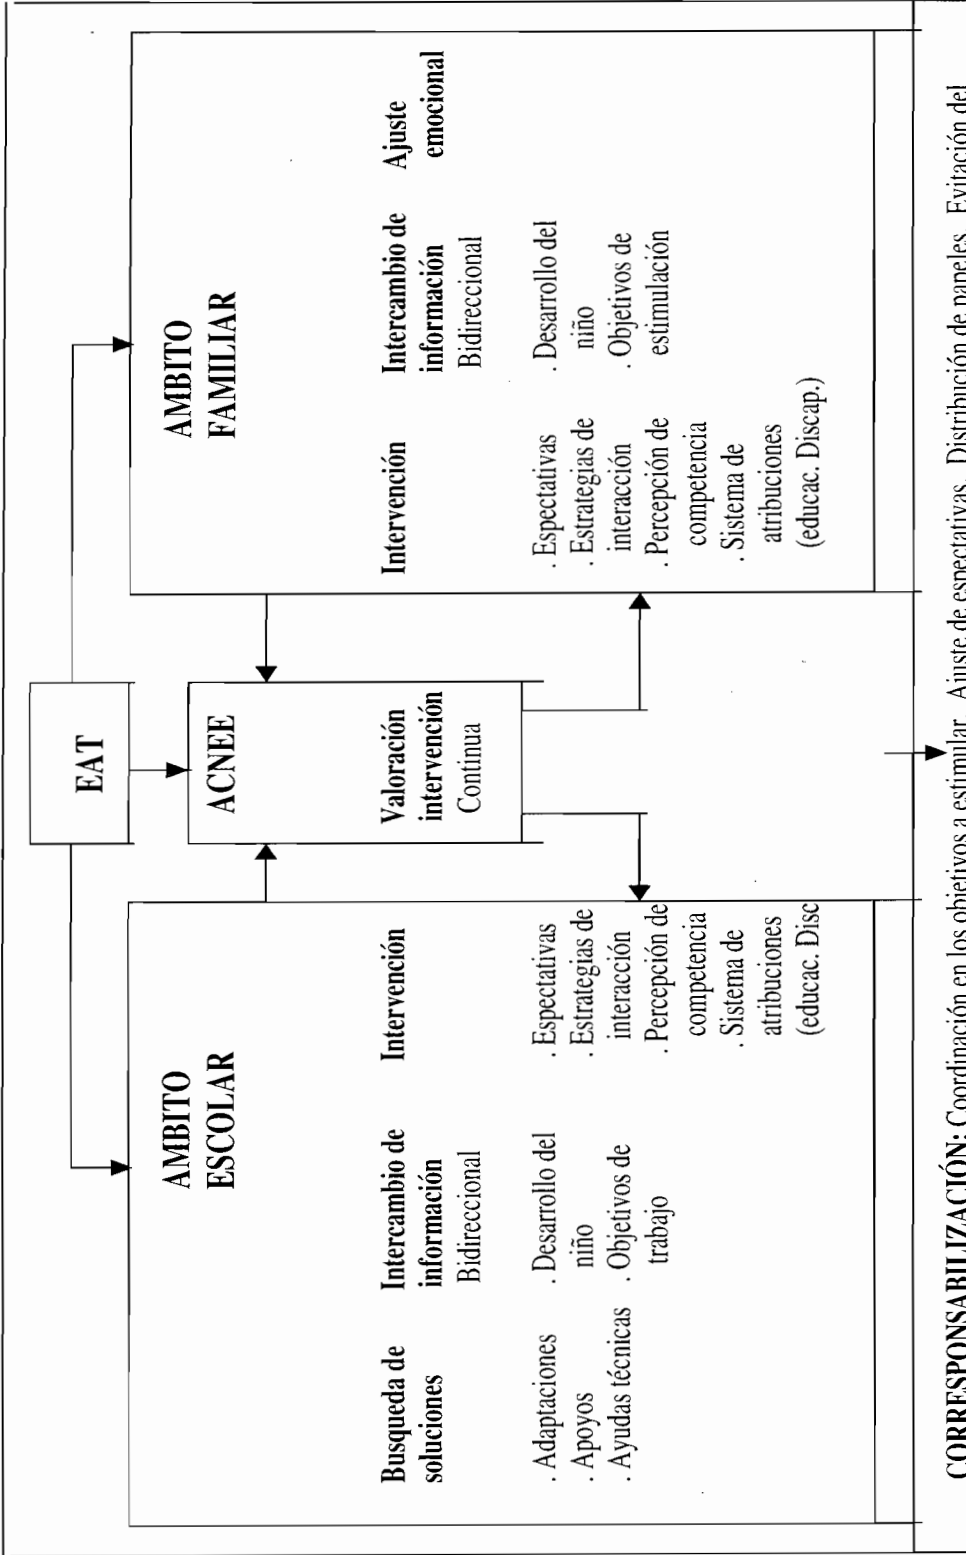 EAT
AMBITO
ESCOLAR
Busqueda de
soluciones
. Adaptaciones
. Apoyos
. Ayudas técnicas
Intercambio de
información
Bidireccional
. Desarrollo del
niño
. Objetivos de
trabajo
Intervención
. Espectativas
. Estrategias de
interacción
. Percepción de
competencia
. Sistema de
atribuciones
(educac. Disc
ACNEE
Valoración
intervención
Continua
AMBITO
FAMILIAR
Intervención
. Espectativas
. Estrategias de
interacción
. Percepción de
competencia
. Sistema de
atribuciones
(educac. Discap.)
Intercambio de
información
Bidireccional
. Desarrollo del
niño
. Objetivos de
estimulación
Ajuste
emocional
CORRESPONSABILIZACIÓN: Coordinación en los objetivos a estimular Ajuste de espectativas. Distribución de papeles. Evitación del